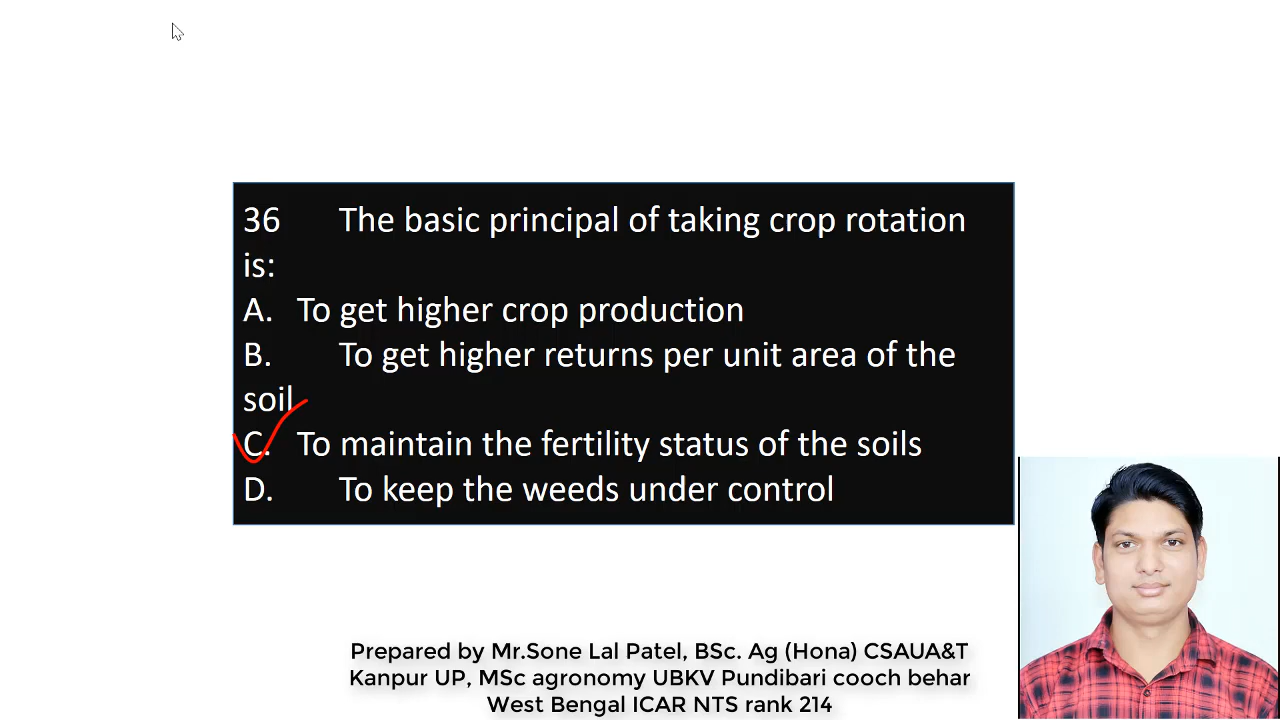 36 The basic principal of taking crop rotation
is:
A. To get higher crop production
B. To get higher returns per unit area of the
soil
C. To maintain the fertility status of the soils
D. To keep the weeds under control
Prepared by Mr.Sone Lal Patel, BSc. Ag (Hona) CSAUA&T
Kanpur UP, MSc agronomy UBKV Pundibari cooch behar
West Bengal ICAR NTS rank 214